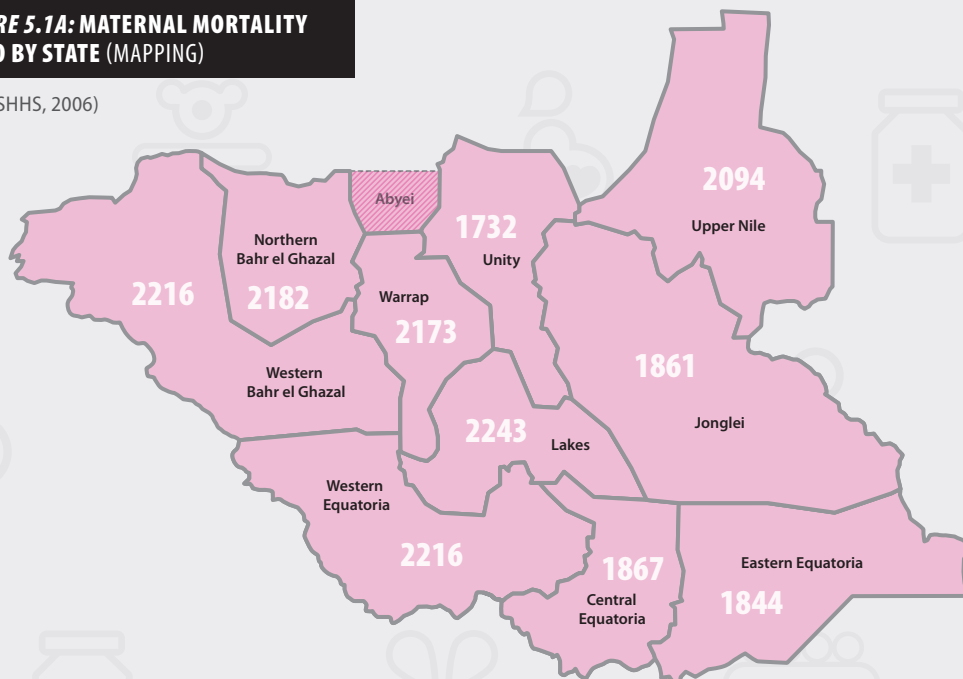 RE 5.1A: MATERNAL MORTALITY
D BY STATE (MAPPING)
SHHS, 2006)
2094
Upper Nile
Abyei
1732
Unity
Northern
Bahr el Ghazal
2182
2216
Western
Bahr el Ghazal
Warrap
2173
1861
Jonglei
2243
Lakes
Western
Equatoria
2216
1867
Central
Equatoria
Eastern Equatoria
1844